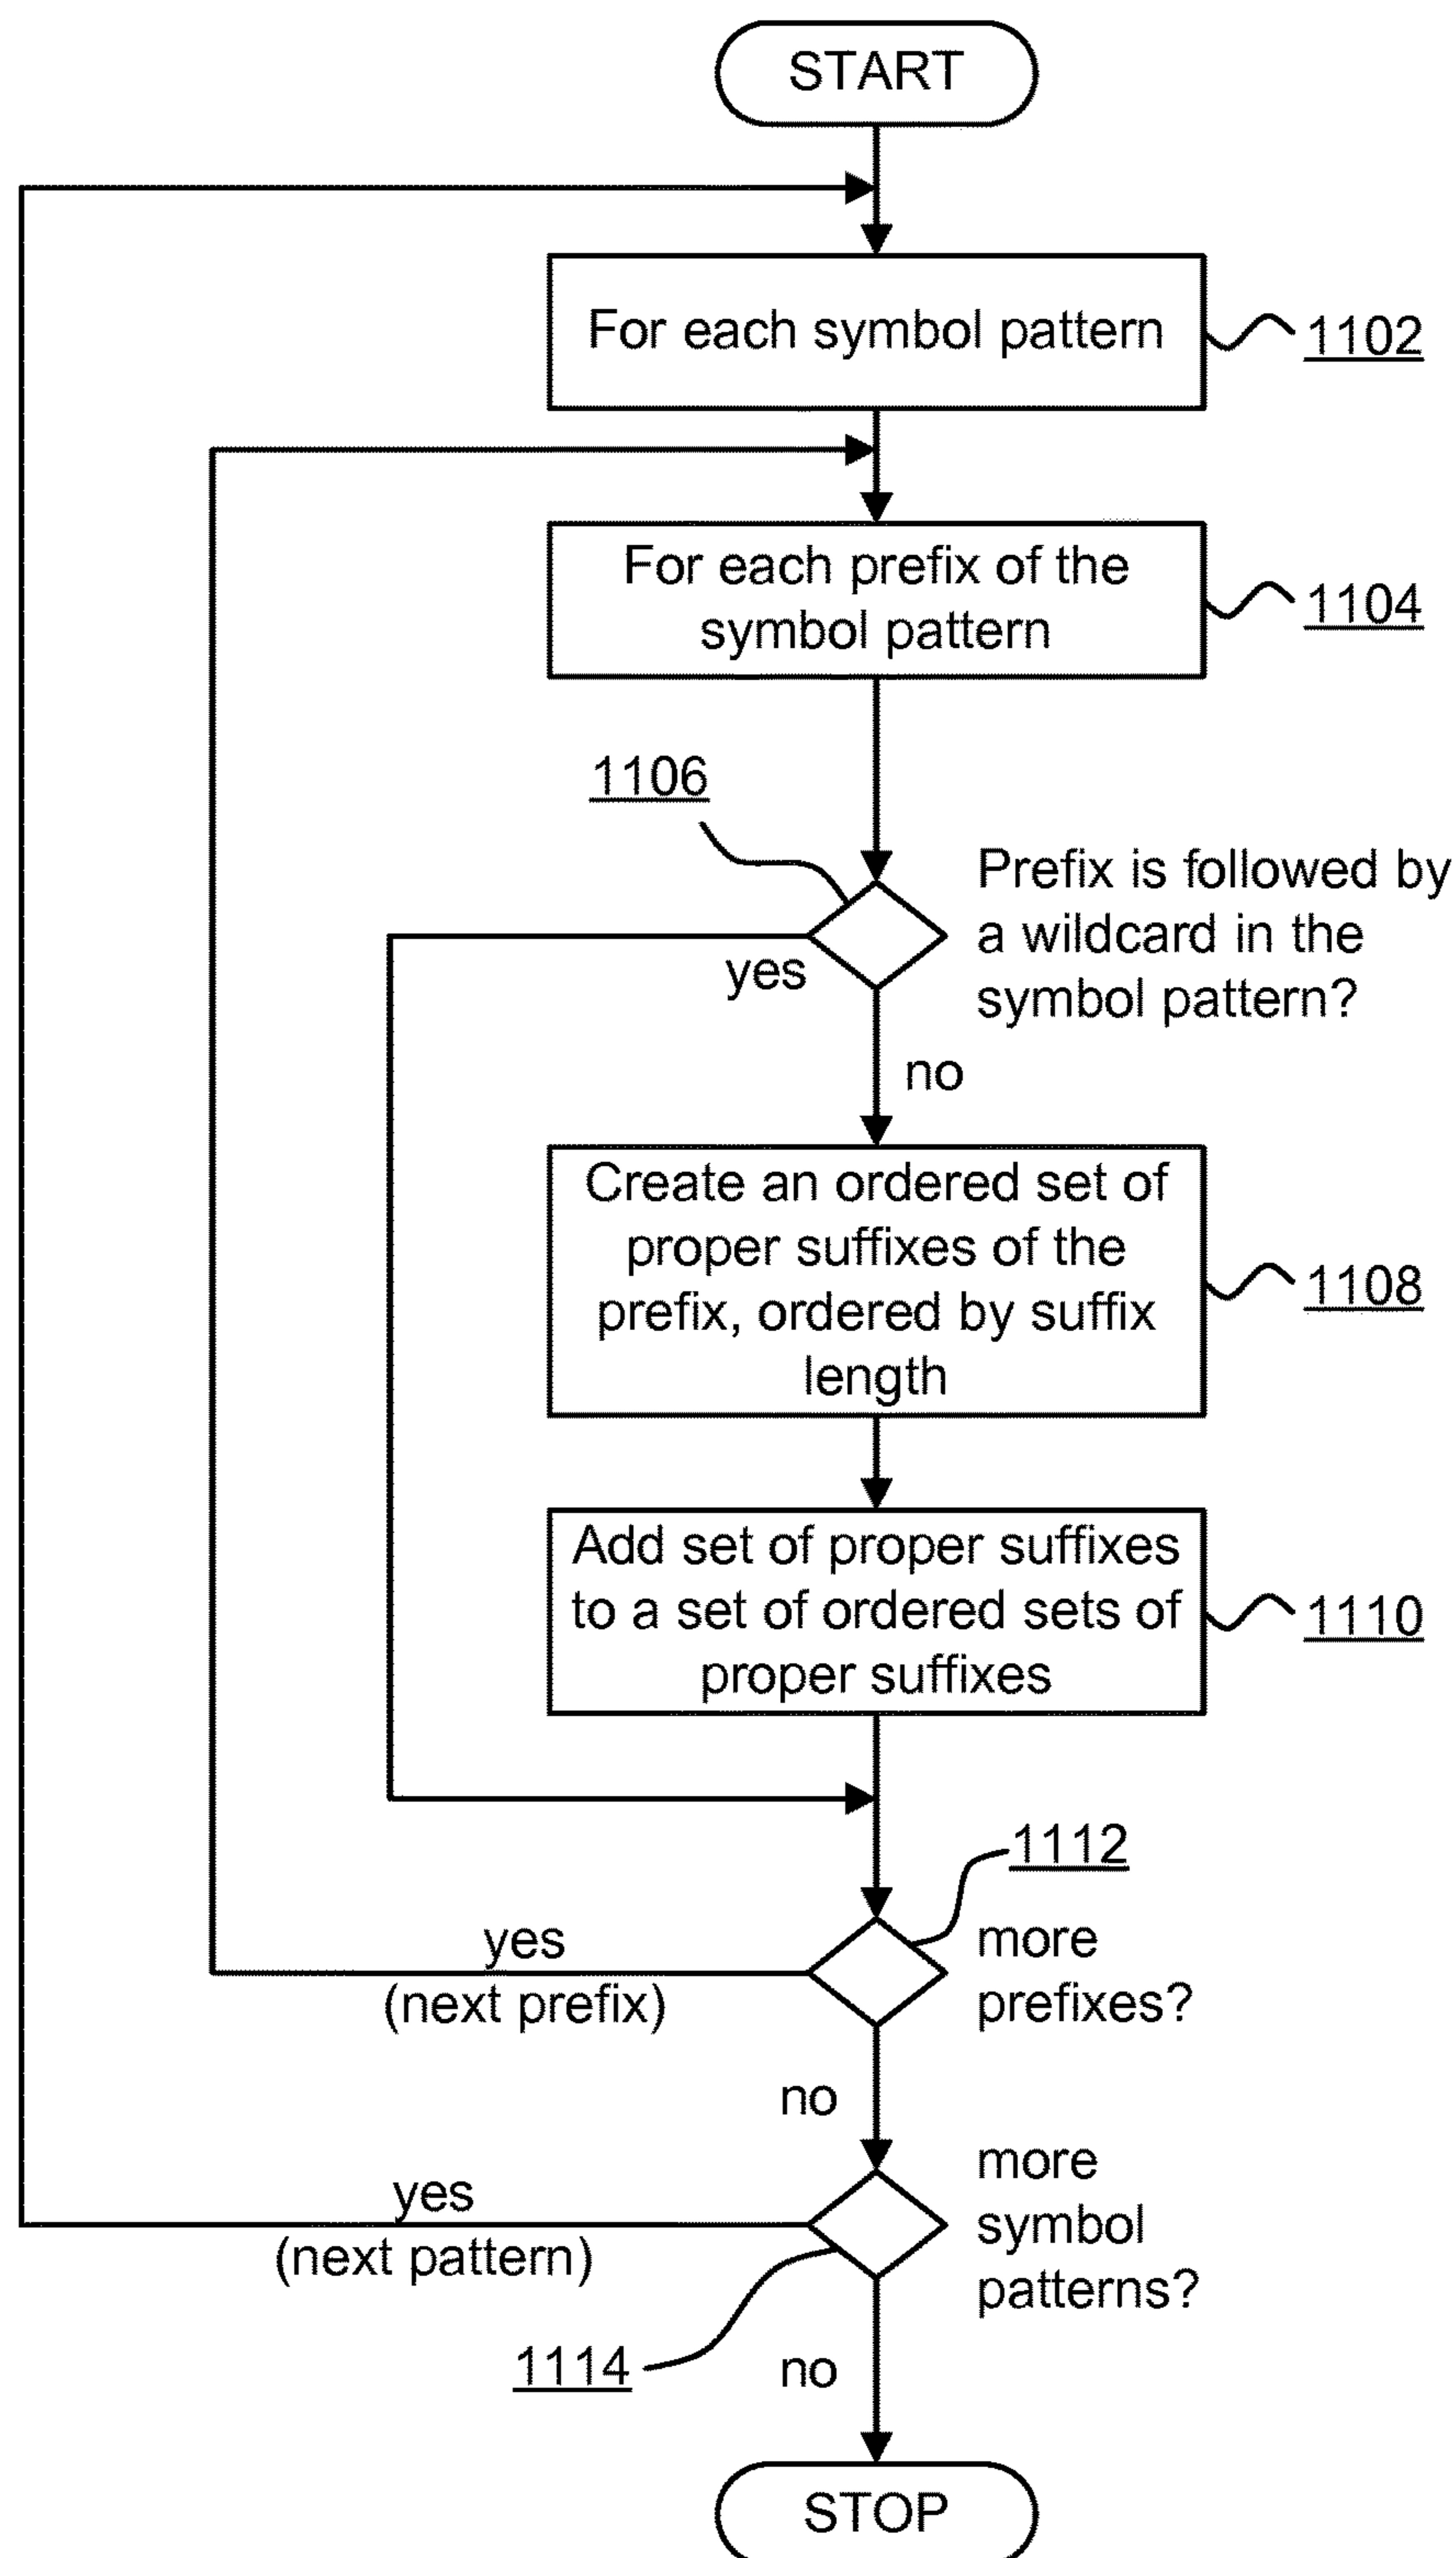 START
For each symbol pattern
1102
For each prefix of the
symbol pattern
1104
1106
Prefix is followed by
a wildcard in the
symbol pattern?
yes
no
Create an ordered set of
proper suffixes of the
prefix, ordered by suffix
length
1108
Add set of proper suffixes
to a set of ordered sets of
proper suffixes
1110
1112
more
prefixes?
yes
(next prefix)
no
more
symbol
patterns?
yes
(next pattern)
1114
no
STOP